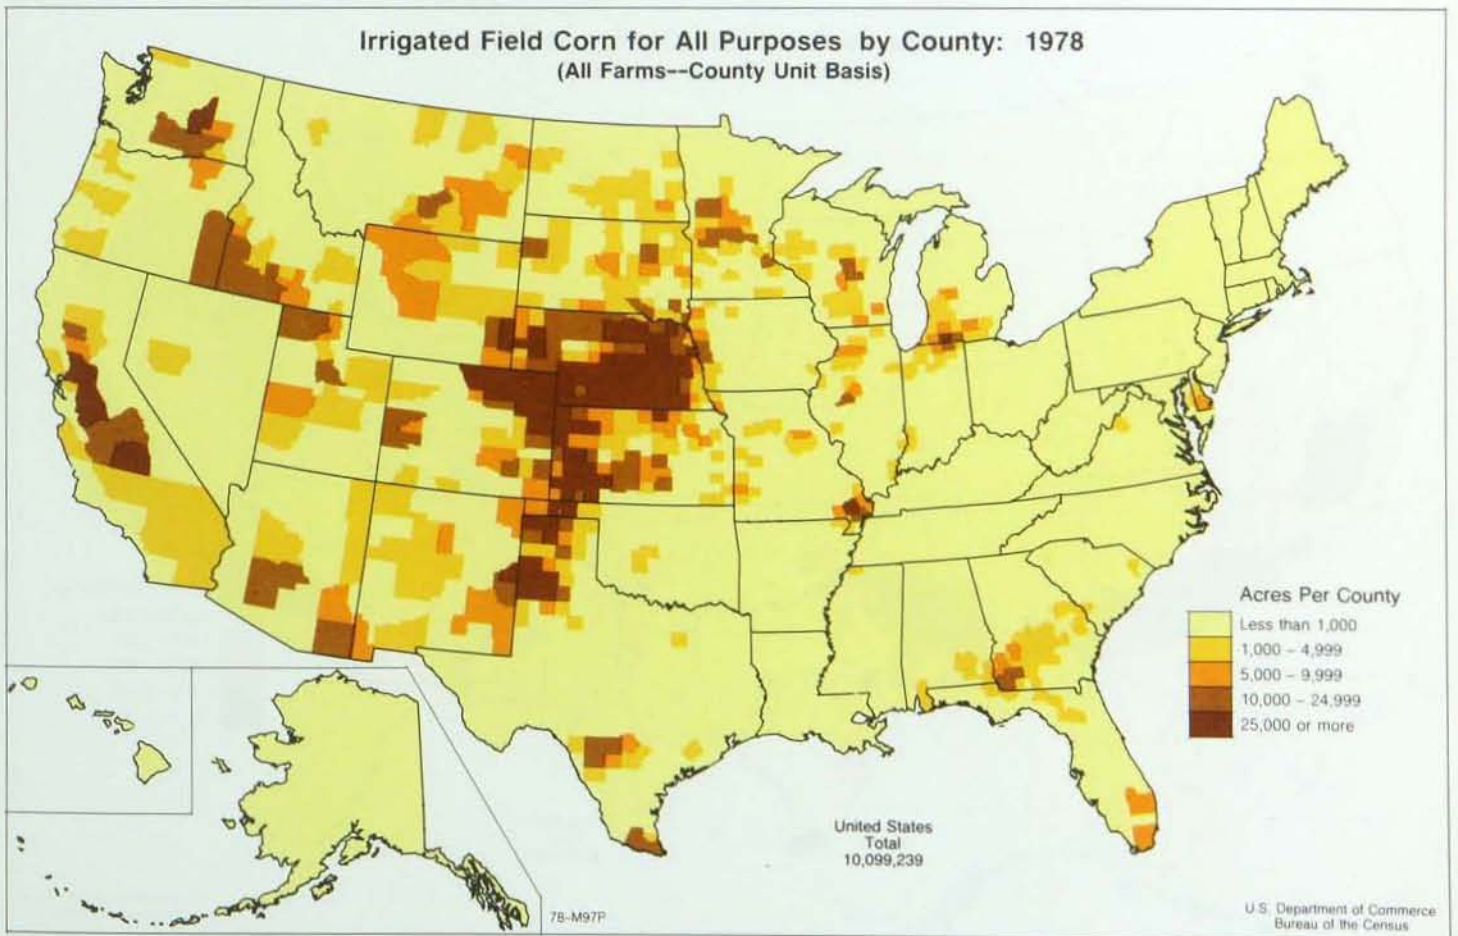 Irrigated Field Corn for All Purposes by County: 1978
(All Farms--County Unit Basis)
Acres Per County
Less than 1,000
1,000 - 4,999
5,000 - 9,999
10,000 - 24,999
25,000 or more
United States
Total
10,099,239
78-M97P
U.S. Department of Commerce
Bureau of the Census